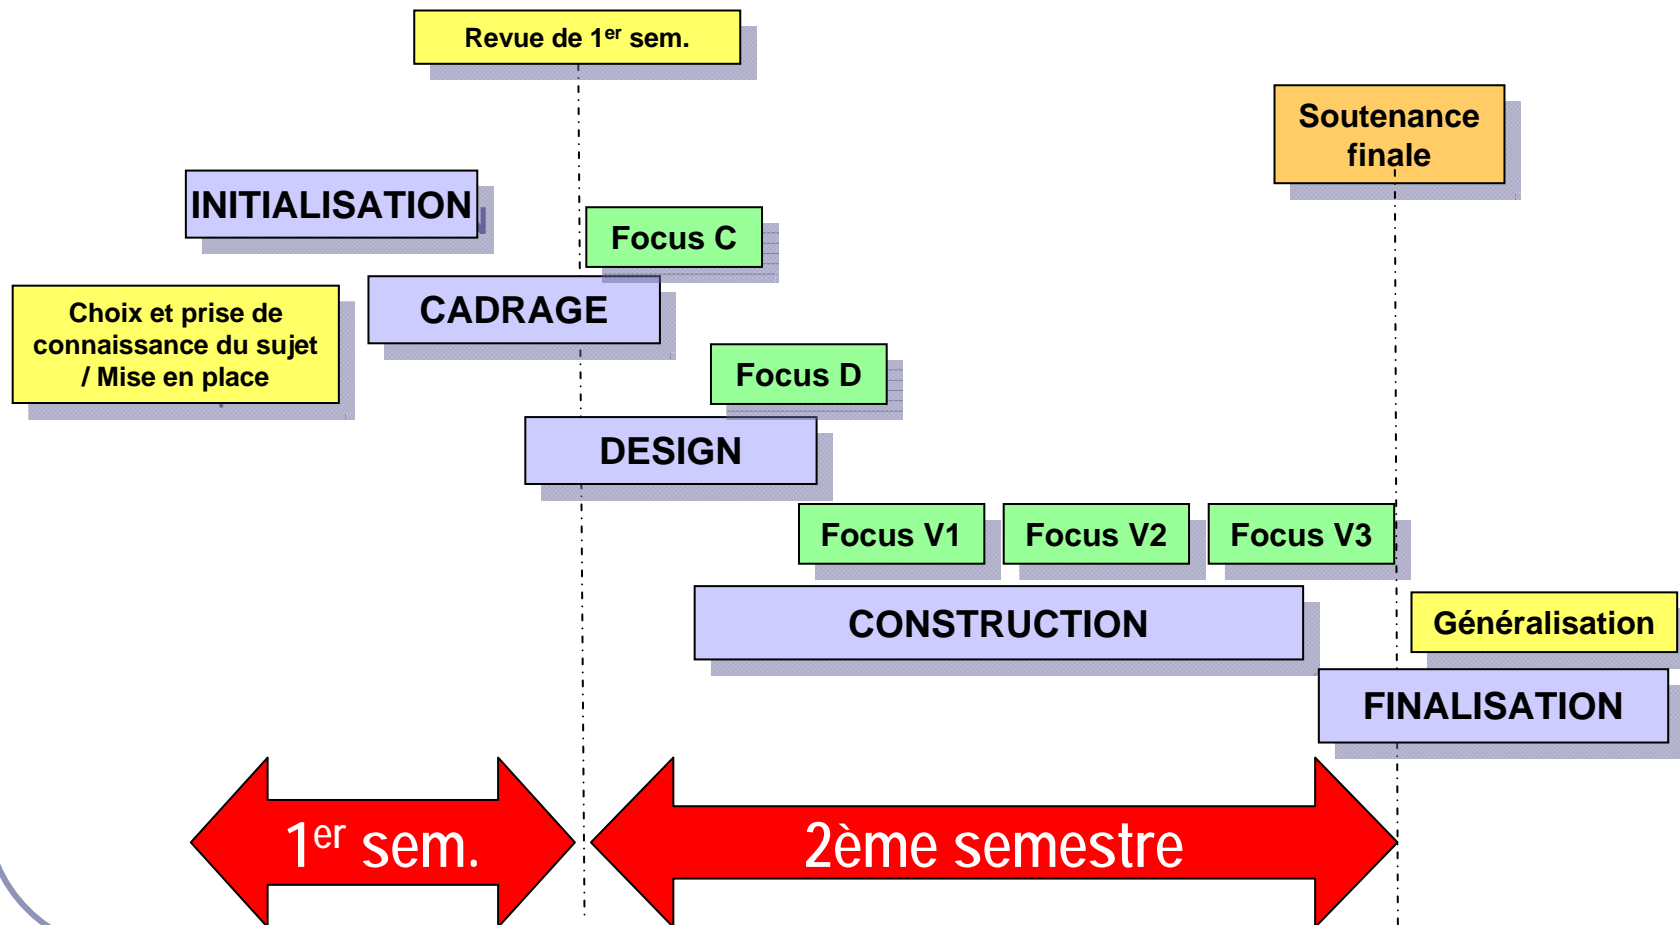 Revue de 1er sem.
Soutenance
finale
INITIALISATION
Focus C
CADRAGE
Choix et prise de
connaissance du sujet
/ Mise en place
Focus D
DESIGN
Focus V1
Focus V2
Focus V3
CONSTRUCTION
Généralisation
FINALISATION
1er sem.
2ème semestre